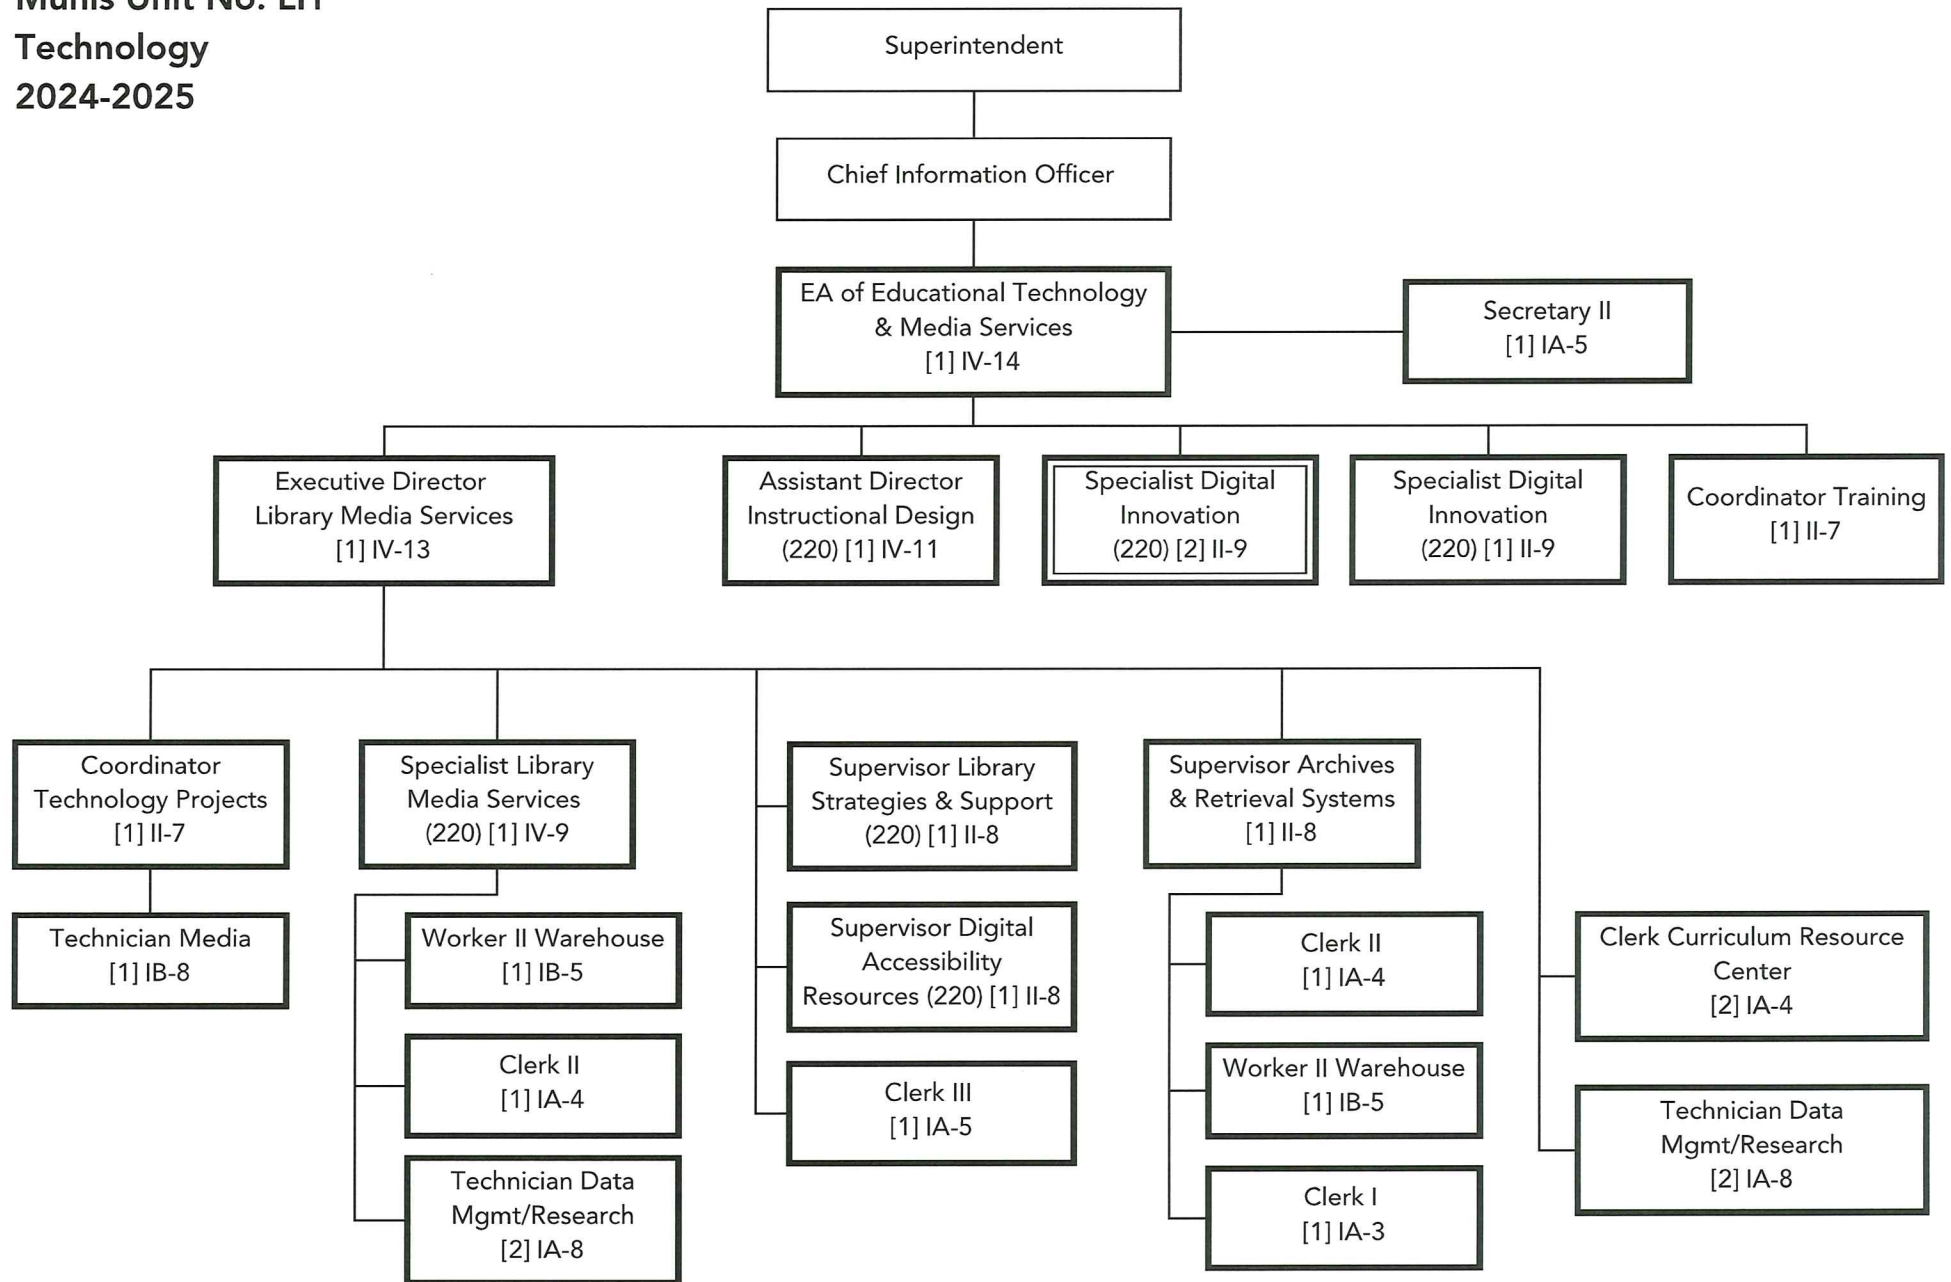 Technology
2024-2025
Superintendent
Chief Information Officer
EA of Educational Technology
& Media Services
[1] IV-14
Secretary II
[1] IA-5
Executive Director
Library Media Services
[1] IV-13
Assistant Director
Instructional Design
(220) [1] IV-11
Specialist Digital
Innovation
(220) [2] II-9
Specialist Digital
Innovation
(220) [1] II-9
Coordinator Training
[1] II-7
Coordinator
Technology Projects
[1] II-7
Technician Media
[1] IB-8
Specialist Library
Media Services
(220) [1] IV-9
Worker II Warehouse
[1] IB-5
Clerk II
[1] IA-4
Technician Data
Mgmt/Research
[2] IA-8
Supervisor Library
Strategies & Support
(220) [1] II-8
Supervisor Digital
Accessibility
Resources (220) [1] II-8
Clerk III
[1] IA-5
Supervisor Archives
& Retrieval Systems
[1] II-8
Clerk II
[1] IA-4
Worker II Warehouse
[1] IB-5
Clerk I
[1] IA-3
Clerk Curriculum Resource
Center
[2] IA-4
Technician Data
Mgmt/Research
[2] IA-8